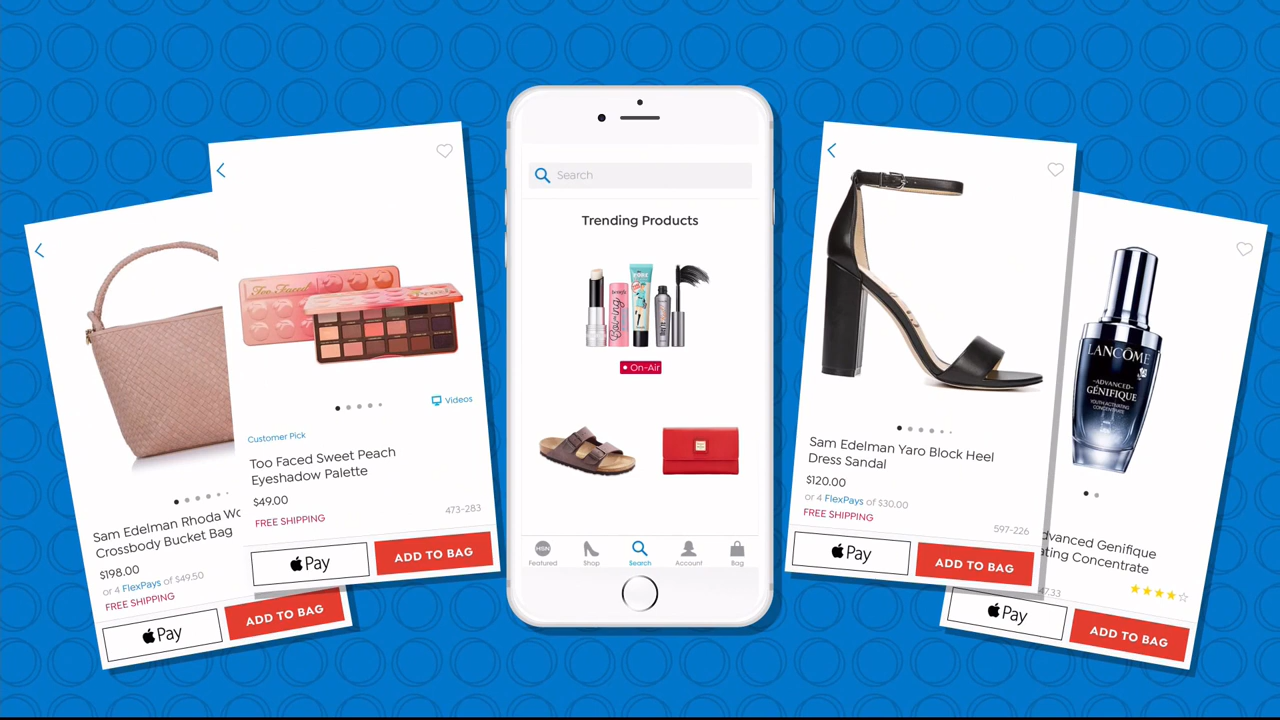 Sam Edelman Rhoda
Crossbody Bucket Bag
$198.00
or 4 FlexPays of $49.50
FREE SHIPPING
Pay
ADD TO BAG
Too Faced
Videos
Customer Pick
Too Faced Sweet Peach
Eyeshadow Palette
$49.00
473-283
FREE SHIPPING
Pay
ADD TO BAG
Search
Trending Products
On-Air
HSN
Featured
Shop
Search
Account
Bag
Sam Edelman Yaro Block Heel
Dress Sandal
$120.00
or 4 FlexPays of $30.00
FREE SHIPPING
597-226
Pay
ADD TO BAG
LANCÔME
ADVANCED
GÉNIFIQUE
YOUTH ACTIVATING
CONCENTRATE
Genifique
Concentrate
Pay
ADD TO BAG